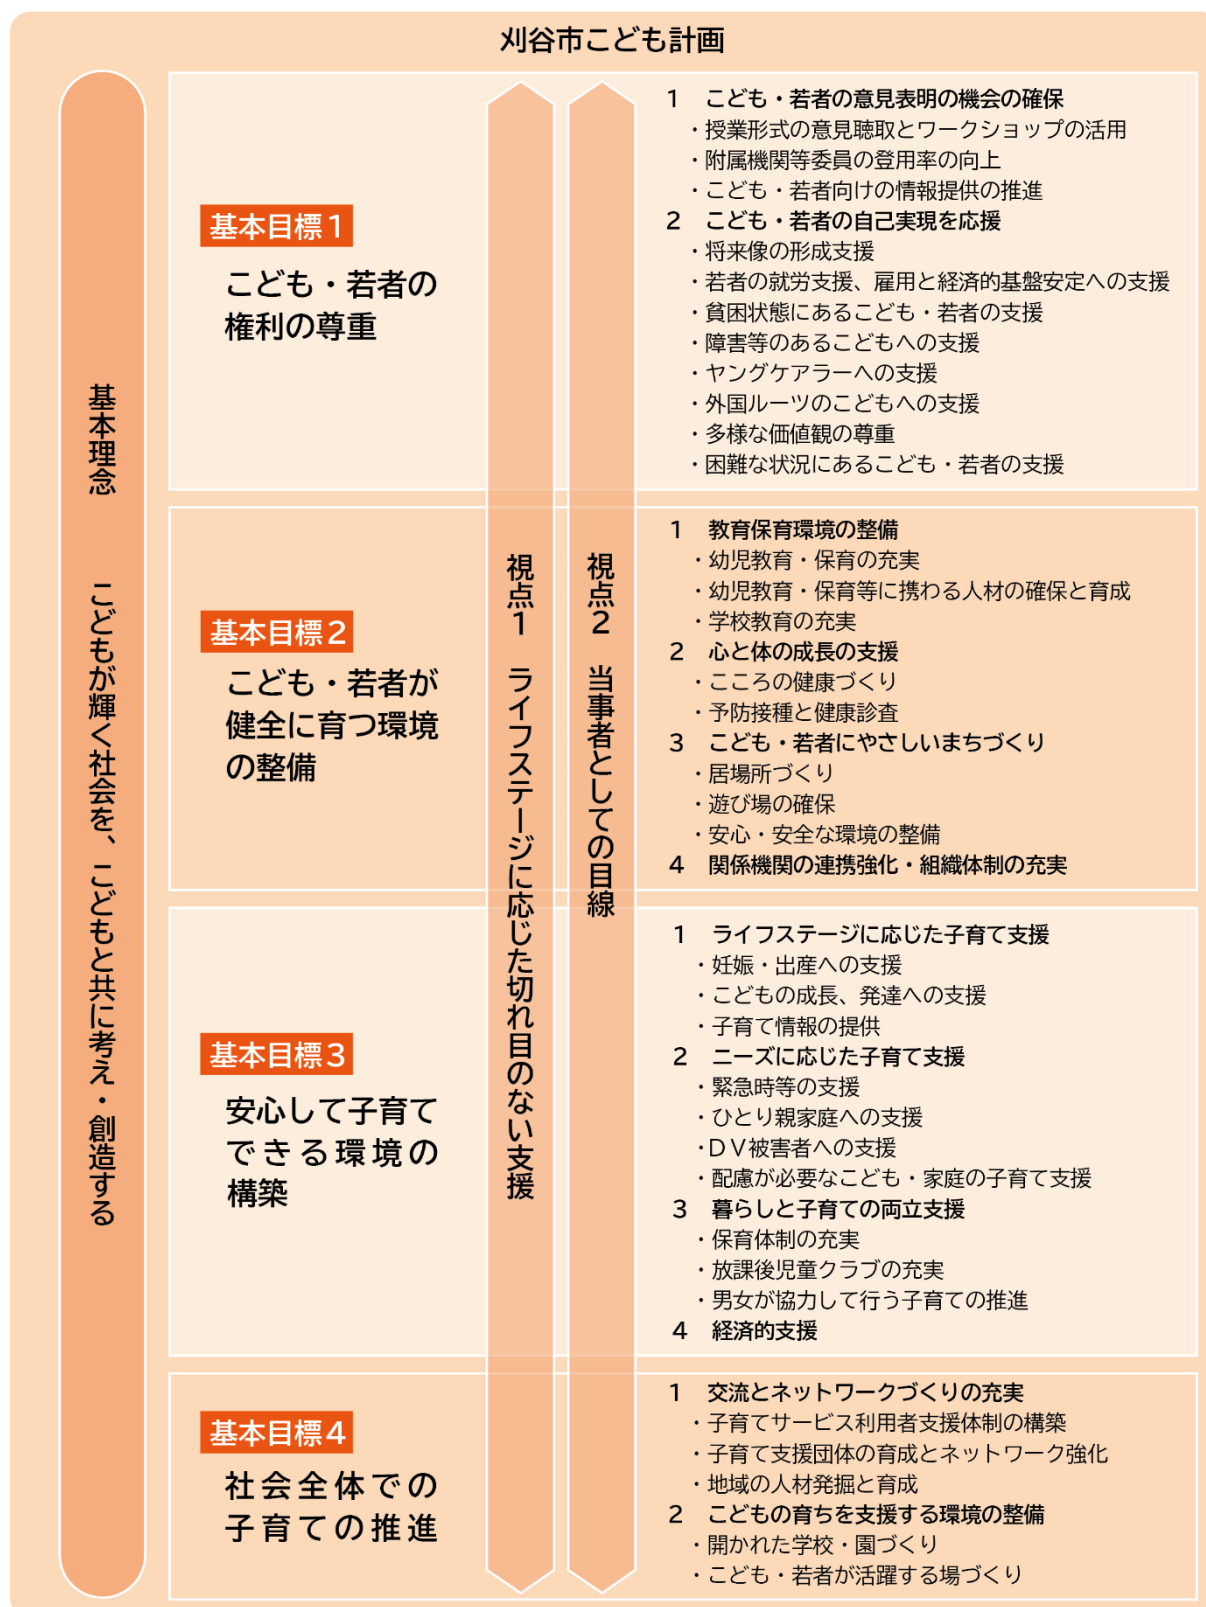 刈谷市こども計画
基本理念　こどもが輝く社会を、こどもと共に考え・創造する
視点1　ライフステージに応じた切れ目のない支援
視点2　当事者としての目線
基本目標1
こども・若者の
権利の尊重
1　こども・若者の意見表明の機会の確保
・授業形式の意見聴取とワークショップの活用
・附属機関等委員の登用率の向上
・こども・若者向けの情報提供の推進
2　こども・若者の自己実現を応援
・将来像の形成支援
・若者の就労支援、雇用と経済的基盤安定への支援
・貧困状態にあるこども・若者の支援
・障害等のあるこどもへの支援
・ヤングケアラーへの支援
・外国ルーツのこどもへの支援
・多様な価値観の尊重
・困難な状況にあるこども・若者の支援
基本目標2
こども・若者が
健全に育つ環境
の整備
1　教育保育環境の整備
・幼児教育・保育の充実
・幼児教育・保育等に携わる人材の確保と育成
・学校教育の充実
2　心と体の成長の支援
・こころの健康づくり
・予防接種と健康診査
3　こども・若者にやさしいまちづくり
・居場所づくり
・遊び場の確保
・安心・安全な環境の整備
4　関係機関の連携強化・組織体制の充実
基本目標3
安心して子育て
できる環境の
構築
1　ライフステージに応じた子育て支援
・妊娠・出産への支援
・こどもの成長、発達への支援
・子育て情報の提供
2　ニーズに応じた子育て支援
・緊急時等の支援
・ひとり親家庭への支援
・ＤＶ被害者への支援
・配慮が必要なこども・家庭の子育て支援
3　暮らしと子育ての両立支援
・保育体制の充実
・放課後児童クラブの充実
・男女が協力して行う子育ての推進
4　経済的支援
基本目標4
社会全体での
子育ての推進
1　交流とネットワークづくりの充実
・子育てサービス利用者支援体制の構築
・子育て支援団体の育成とネットワーク強化
・地域の人材発掘と育成
2　こどもの育ちを支援する環境の整備
・開かれた学校・園づくり
・こども・若者が活躍する場づくり